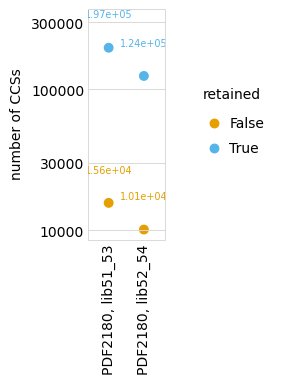 number of CCSs
300000
100000
30000
10000
1.97e+05
1.24e+05
1.56e+04
1.01e+04
PDF2180, lib51_53
PDF2180, lib52_54
retained
False
True